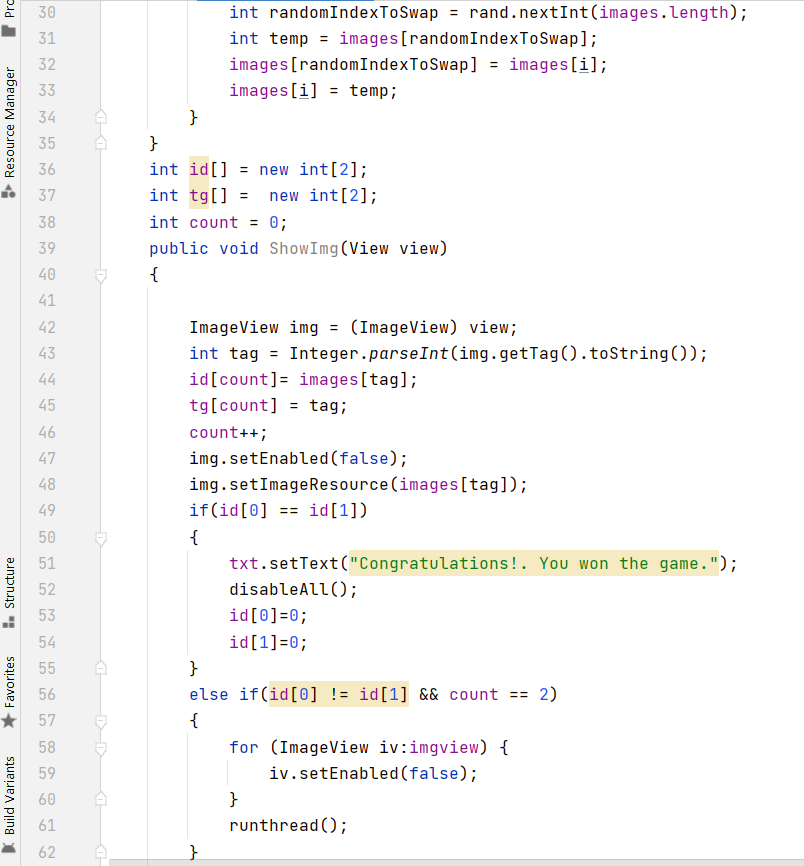 Pro
Resource Manager
Structure
Favorites
Build Variants
30 int randomIndexToSwap = rand.nextInt(images.length);
31 int temp = images[randomIndexToSwap];
32 images[randomIndexToSwap] = images[i];
33 images[i] = temp;
34 }
35 }
36 int id[] = new int[2];
37 int tg[] =  new int[2];
38 int count = 0;
39 public void ShowImg(View view)
40 {
41
42 ImageView img = (ImageView) view;
43 int tag = Integer.parseInt(img.getTag().toString());
44 id[count]= images[tag];
45 tg[count] = tag;
46 count++;
47 img.setEnabled(false);
48 img.setImageResource(images[tag]);
49 if(id[0] == id[1])
50 {
51 txt.setText("Congratulations!. You won the game.");
52 disableAll();
53 id[0]=0;
54 id[1]=0;
55 }
56 else if(id[0] != id[1] && count == 2)
57 {
58 for (ImageView iv:imgview) {
59 iv.setEnabled(false);
60 }
61 runthread();
62 }